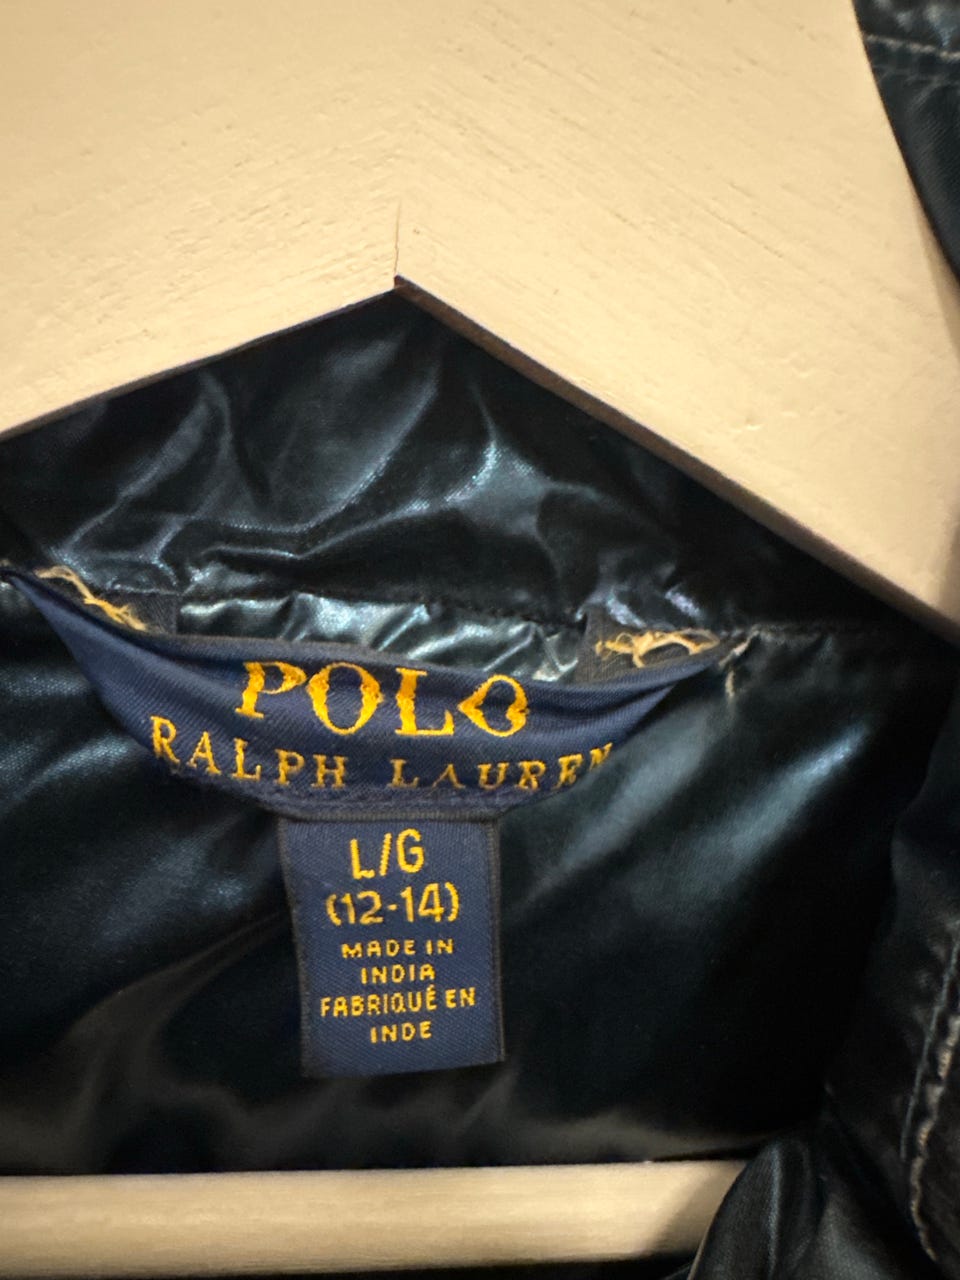 POLO
RALPH LAUREN
L/G
(12-14)
MADE IN
INDIA
FABRIQUÉ EN
INDE